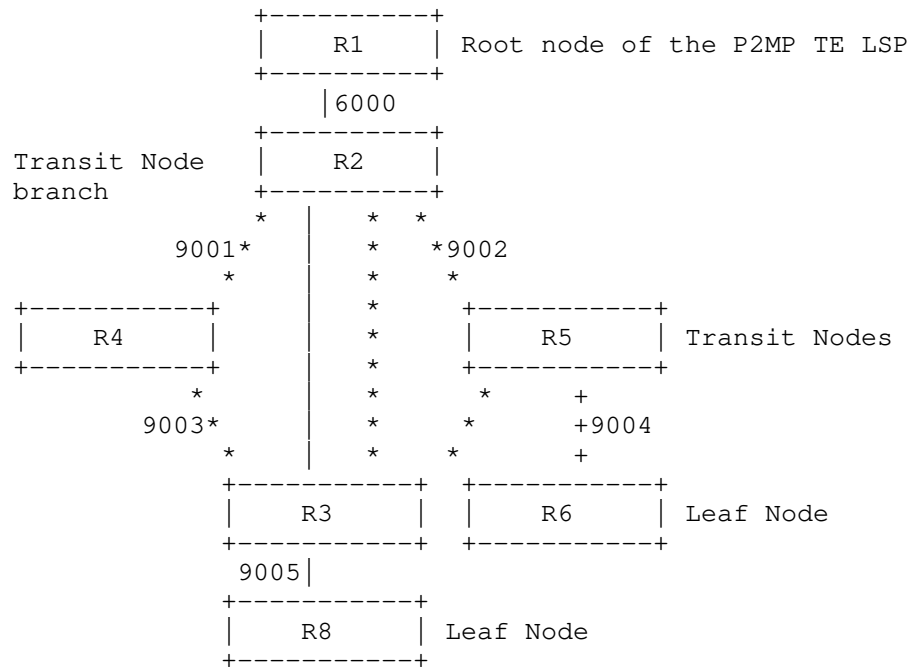 R1 Root node of the P2MP TE LSP
6000
Transit Node R2
branch
9001 9002
R4 R5 Transit Nodes
9003 9004
R3 R6 Leaf Node
9005
R8 Leaf Node